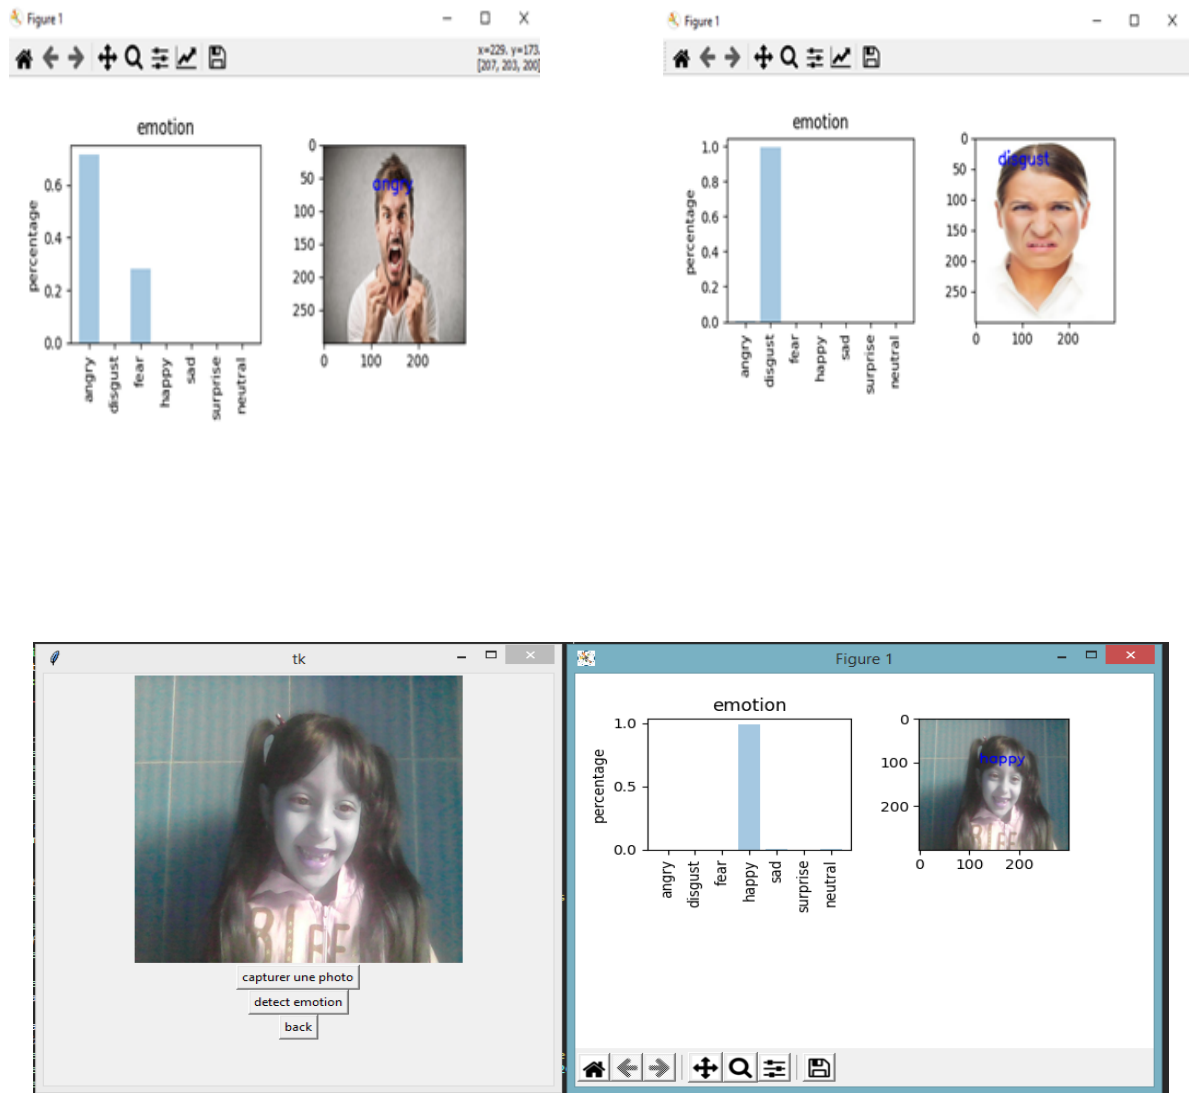 Figure 1
x=229. y=173.
[207, 203, 200]
emotion
percentage
0.6
0.4
0.2
0.0
angry
disgust
fear
happy
sad
surprise
neutral
angry
0
50
100
150
200
250
0
100
200
Figure 1
emotion
percentage
1.0
0.8
0.6
0.4
0.2
0.0
angry
disgust
fear
happy
sad
surprise
neutral
disgust
0
50
100
150
200
250
0
100
200
tk
capturer une photo
detect emotion
back
Figure 1
emotion
percentage
1.0
0.5
0.0
angry
disgust
fear
happy
sad
surprise
neutral
happy
0
100
200
0
100
200